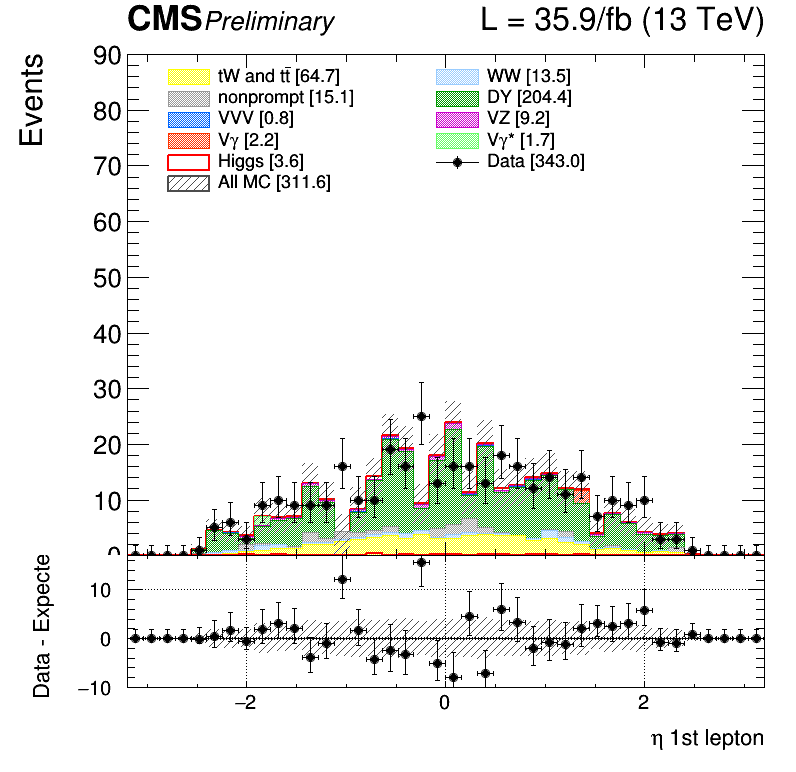 CMS Preliminary L = 35.9/fb (13 TeV)
Events
90
80
70
60
50
40
30
20
10
0
tW and tt̄ [64.7]
nonprompt [15.1]
VVV [0.8]
Vγ [2.2]
Higgs [3.6]
All MC [311.6]
WW [13.5]
DY [204.4]
VZ [9.2]
Vγ* [1.7]
Data [343.0]
Data - Expecte
10
0
−10
−2 0 2
η 1st lepton